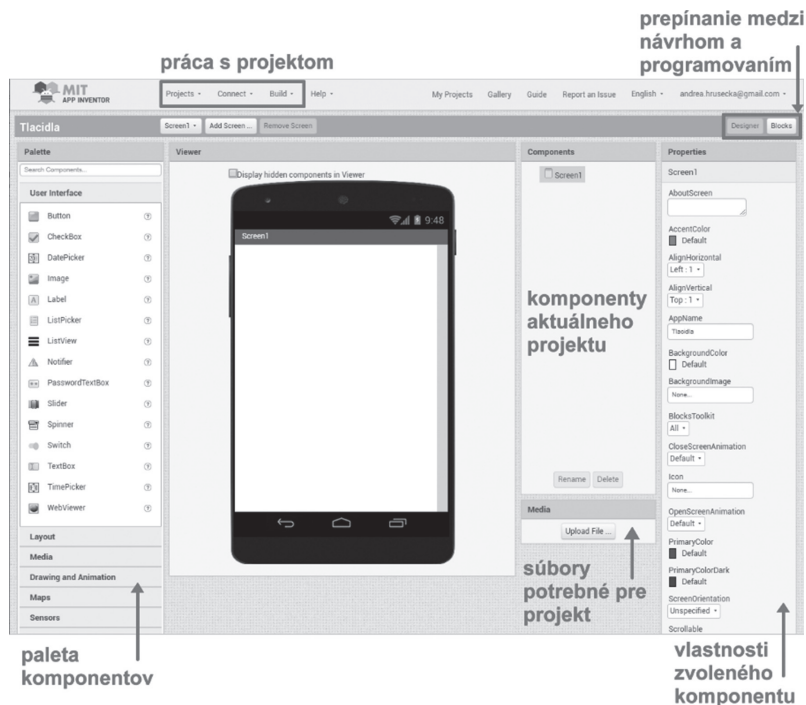 prepínanie medzi
návrhom a
programovaním
práca s projektom
MIT
APP INVENTOR
Projects Connect Build Help My Projects Gallery Guide Report an Issue English andrea.hrusecka@gmail.com
Tlacidla Screen1 Add Screen ... Remove Screen Designer Blocks
Palette
Search Components...
User Interface
Button
CheckBox
DatePicker
Image
Label
ListPicker
ListView
Notifier
PasswordTextBox
Slider
Spinner
Switch
TextBox
TimePicker
WebViewer
Layout
Media
Drawing and Animation
Maps
Sensors
paleta
komponentov
Viewer
Display hidden components in Viewer
9:48
Screen1
Components
Screen1
komponenty
aktuálneho
projektu
Rename Delete
Media
Upload File ...
súbory
potrebné pre
projekt
Properties
Screen1
AboutScreen
AccentColor
Default
AlignHorizontal
Left : 1
AlignVertical
Top : 1
AppName
Tlacidla
BackgroundColor
Default
BackgroundImage
None...
BlocksToolkit
All
CloseScreenAnimation
Default
Icon
None...
OpenScreenAnimation
Default
PrimaryColor
Default
PrimaryColorDark
Default
ScreenOrientation
Unspecified
Scrollable
vlastnosti
zvoleného
komponentu